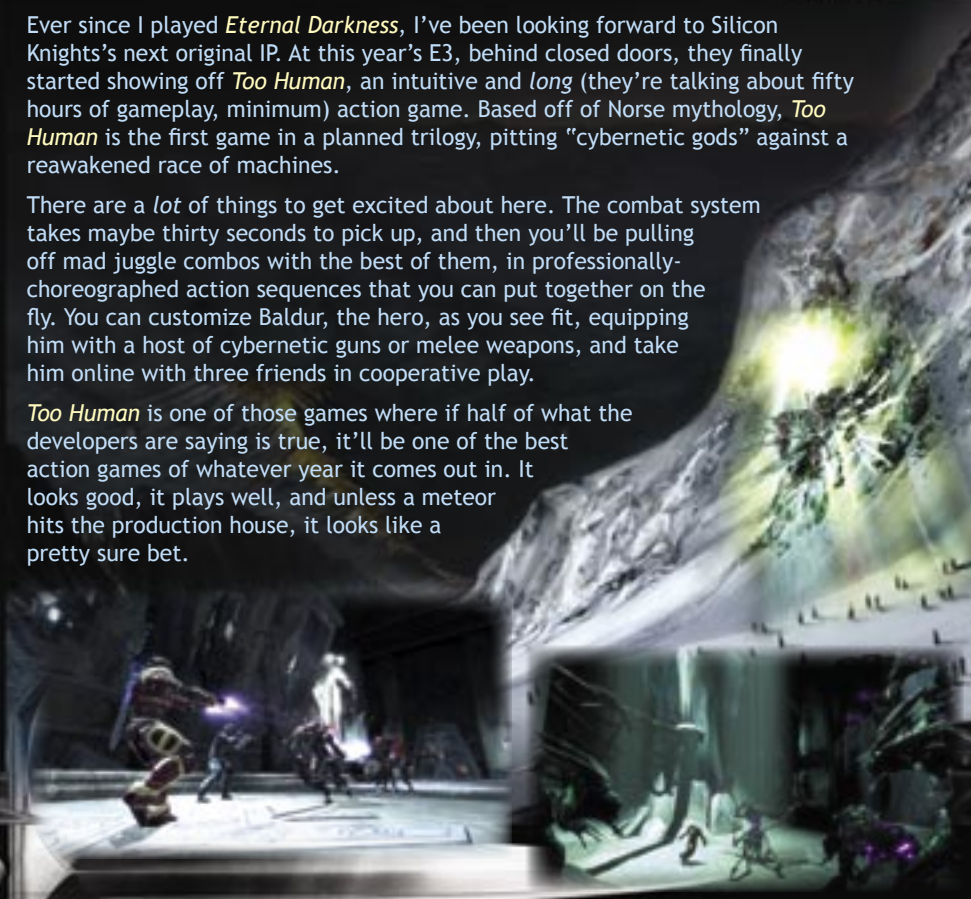 Ever since I played Eternal Darkness, I’ve been looking forward to Silicon
Knights’s next original IP. At this year’s E3, behind closed doors, they finally
started showing off Too Human, an intuitive and long (they’re talking about fifty
hours of gameplay, minimum) action game. Based off of Norse mythology, Too
Human is the first game in a planned trilogy, pitting “cybernetic gods” against a
reawakened race of machines.
There are a lot of things to get excited about here. The combat system
takes maybe thirty seconds to pick up, and then you’ll be pulling
off mad juggle combos with the best of them, in professionally-
choreographed action sequences that you can put together on the
fly. You can customize Baldur, the hero, as you see fit, equipping
him with a host of cybernetic guns or melee weapons, and take
him online with three friends in cooperative play.
Too Human is one of those games where if half of what the
developers are saying is true, it’ll be one of the best
action games of whatever year it comes out in. It
looks good, it plays well, and unless a meteor
hits the production house, it looks like a
pretty sure bet.